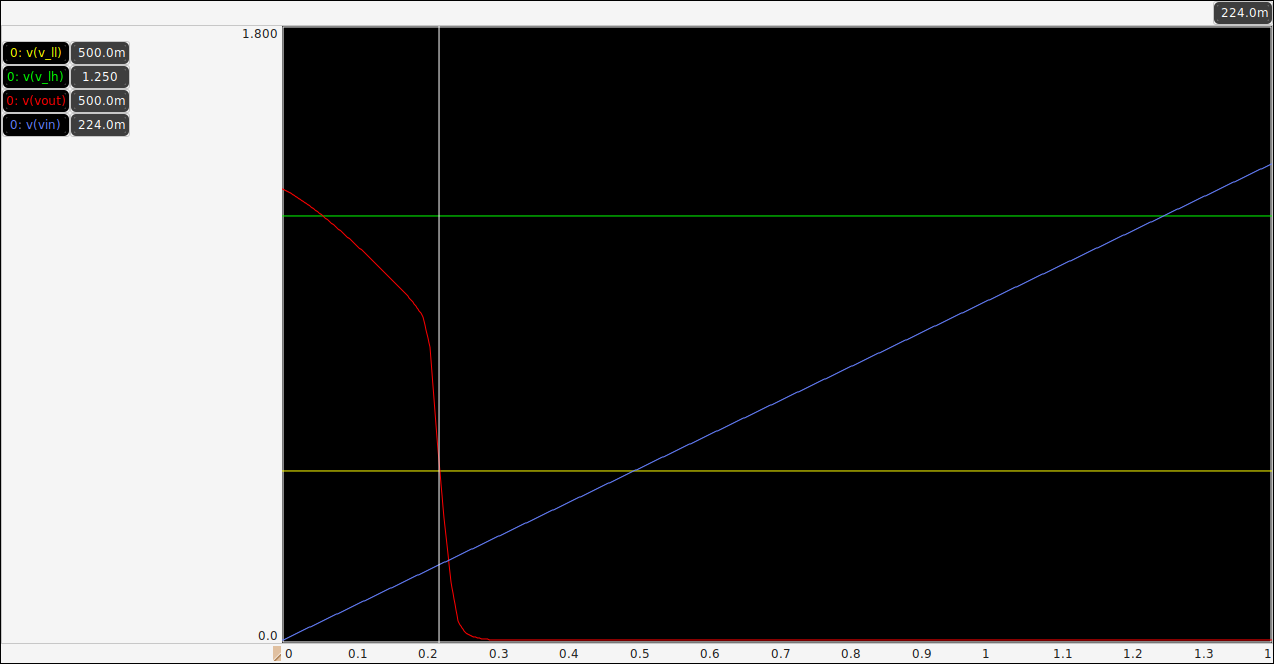 224.0m
1.800
0: v(v_ll) 500.0m
0: v(v_lh) 1.250
0: v(vout) 500.0m
0: v(vin) 224.0m
0.0
0 0.1 0.2 0.3 0.4 0.5 0.6 0.7 0.8 0.9 1 1.1 1.2 1.3 1